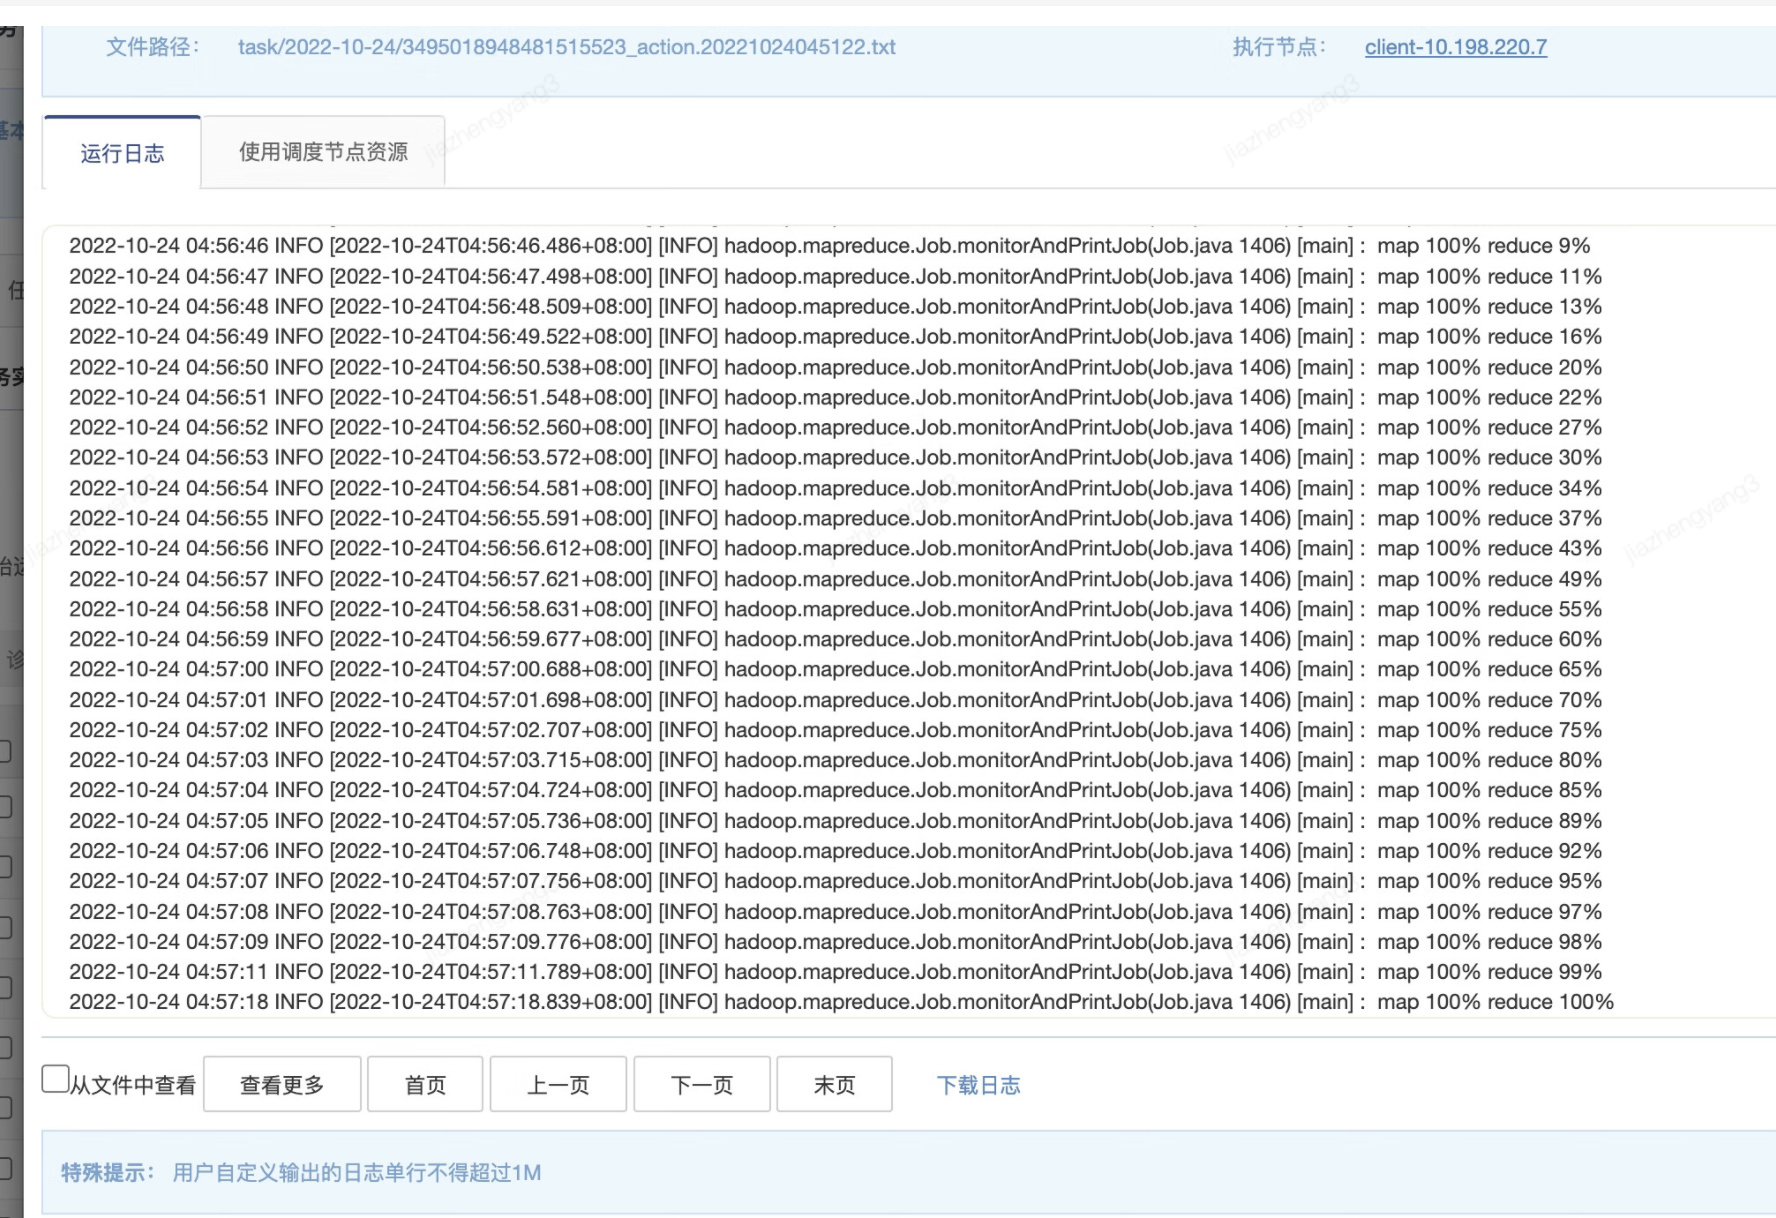 文件路径： task/2022-10-24/3495018948481515523_action.20221024045122.txt 执行节点： client-10.198.220.7
运行日志 使用调度节点资源
2022-10-24 04:56:46 INFO [2022-10-24T04:56:46.486+08:00] [INFO] hadoop.mapreduce.Job.monitorAndPrintJob(Job.java 1406) [main] : map 100% reduce 9%
2022-10-24 04:56:47 INFO [2022-10-24T04:56:47.498+08:00] [INFO] hadoop.mapreduce.Job.monitorAndPrintJob(Job.java 1406) [main] : map 100% reduce 11%
2022-10-24 04:56:48 INFO [2022-10-24T04:56:48.509+08:00] [INFO] hadoop.mapreduce.Job.monitorAndPrintJob(Job.java 1406) [main] : map 100% reduce 13%
2022-10-24 04:56:49 INFO [2022-10-24T04:56:49.522+08:00] [INFO] hadoop.mapreduce.Job.monitorAndPrintJob(Job.java 1406) [main] : map 100% reduce 16%
2022-10-24 04:56:50 INFO [2022-10-24T04:56:50.538+08:00] [INFO] hadoop.mapreduce.Job.monitorAndPrintJob(Job.java 1406) [main] : map 100% reduce 20%
2022-10-24 04:56:51 INFO [2022-10-24T04:56:51.548+08:00] [INFO] hadoop.mapreduce.Job.monitorAndPrintJob(Job.java 1406) [main] : map 100% reduce 22%
2022-10-24 04:56:52 INFO [2022-10-24T04:56:52.560+08:00] [INFO] hadoop.mapreduce.Job.monitorAndPrintJob(Job.java 1406) [main] : map 100% reduce 27%
2022-10-24 04:56:53 INFO [2022-10-24T04:56:53.572+08:00] [INFO] hadoop.mapreduce.Job.monitorAndPrintJob(Job.java 1406) [main] : map 100% reduce 30%
2022-10-24 04:56:54 INFO [2022-10-24T04:56:54.581+08:00] [INFO] hadoop.mapreduce.Job.monitorAndPrintJob(Job.java 1406) [main] : map 100% reduce 34%
2022-10-24 04:56:55 INFO [2022-10-24T04:56:55.591+08:00] [INFO] hadoop.mapreduce.Job.monitorAndPrintJob(Job.java 1406) [main] : map 100% reduce 37%
2022-10-24 04:56:56 INFO [2022-10-24T04:56:56.612+08:00] [INFO] hadoop.mapreduce.Job.monitorAndPrintJob(Job.java 1406) [main] : map 100% reduce 43%
2022-10-24 04:56:57 INFO [2022-10-24T04:56:57.621+08:00] [INFO] hadoop.mapreduce.Job.monitorAndPrintJob(Job.java 1406) [main] : map 100% reduce 49%
2022-10-24 04:56:58 INFO [2022-10-24T04:56:58.631+08:00] [INFO] hadoop.mapreduce.Job.monitorAndPrintJob(Job.java 1406) [main] : map 100% reduce 55%
2022-10-24 04:56:59 INFO [2022-10-24T04:56:59.677+08:00] [INFO] hadoop.mapreduce.Job.monitorAndPrintJob(Job.java 1406) [main] : map 100% reduce 60%
2022-10-24 04:57:00 INFO [2022-10-24T04:57:00.688+08:00] [INFO] hadoop.mapreduce.Job.monitorAndPrintJob(Job.java 1406) [main] : map 100% reduce 65%
2022-10-24 04:57:01 INFO [2022-10-24T04:57:01.698+08:00] [INFO] hadoop.mapreduce.Job.monitorAndPrintJob(Job.java 1406) [main] : map 100% reduce 70%
2022-10-24 04:57:02 INFO [2022-10-24T04:57:02.707+08:00] [INFO] hadoop.mapreduce.Job.monitorAndPrintJob(Job.java 1406) [main] : map 100% reduce 75%
2022-10-24 04:57:03 INFO [2022-10-24T04:57:03.715+08:00] [INFO] hadoop.mapreduce.Job.monitorAndPrintJob(Job.java 1406) [main] : map 100% reduce 80%
2022-10-24 04:57:04 INFO [2022-10-24T04:57:04.724+08:00] [INFO] hadoop.mapreduce.Job.monitorAndPrintJob(Job.java 1406) [main] : map 100% reduce 85%
2022-10-24 04:57:05 INFO [2022-10-24T04:57:05.736+08:00] [INFO] hadoop.mapreduce.Job.monitorAndPrintJob(Job.java 1406) [main] : map 100% reduce 89%
2022-10-24 04:57:06 INFO [2022-10-24T04:57:06.748+08:00] [INFO] hadoop.mapreduce.Job.monitorAndPrintJob(Job.java 1406) [main] : map 100% reduce 92%
2022-10-24 04:57:07 INFO [2022-10-24T04:57:07.756+08:00] [INFO] hadoop.mapreduce.Job.monitorAndPrintJob(Job.java 1406) [main] : map 100% reduce 95%
2022-10-24 04:57:08 INFO [2022-10-24T04:57:08.763+08:00] [INFO] hadoop.mapreduce.Job.monitorAndPrintJob(Job.java 1406) [main] : map 100% reduce 97%
2022-10-24 04:57:09 INFO [2022-10-24T04:57:09.776+08:00] [INFO] hadoop.mapreduce.Job.monitorAndPrintJob(Job.java 1406) [main] : map 100% reduce 98%
2022-10-24 04:57:11 INFO [2022-10-24T04:57:11.789+08:00] [INFO] hadoop.mapreduce.Job.monitorAndPrintJob(Job.java 1406) [main] : map 100% reduce 99%
2022-10-24 04:57:18 INFO [2022-10-24T04:57:18.839+08:00] [INFO] hadoop.mapreduce.Job.monitorAndPrintJob(Job.java 1406) [main] : map 100% reduce 100%
从文件中查看 查看更多 首页 上一页 下一页 末页 下载日志
特殊提示： 用户自定义输出的日志单行不得超过1M
jiazhengyang3